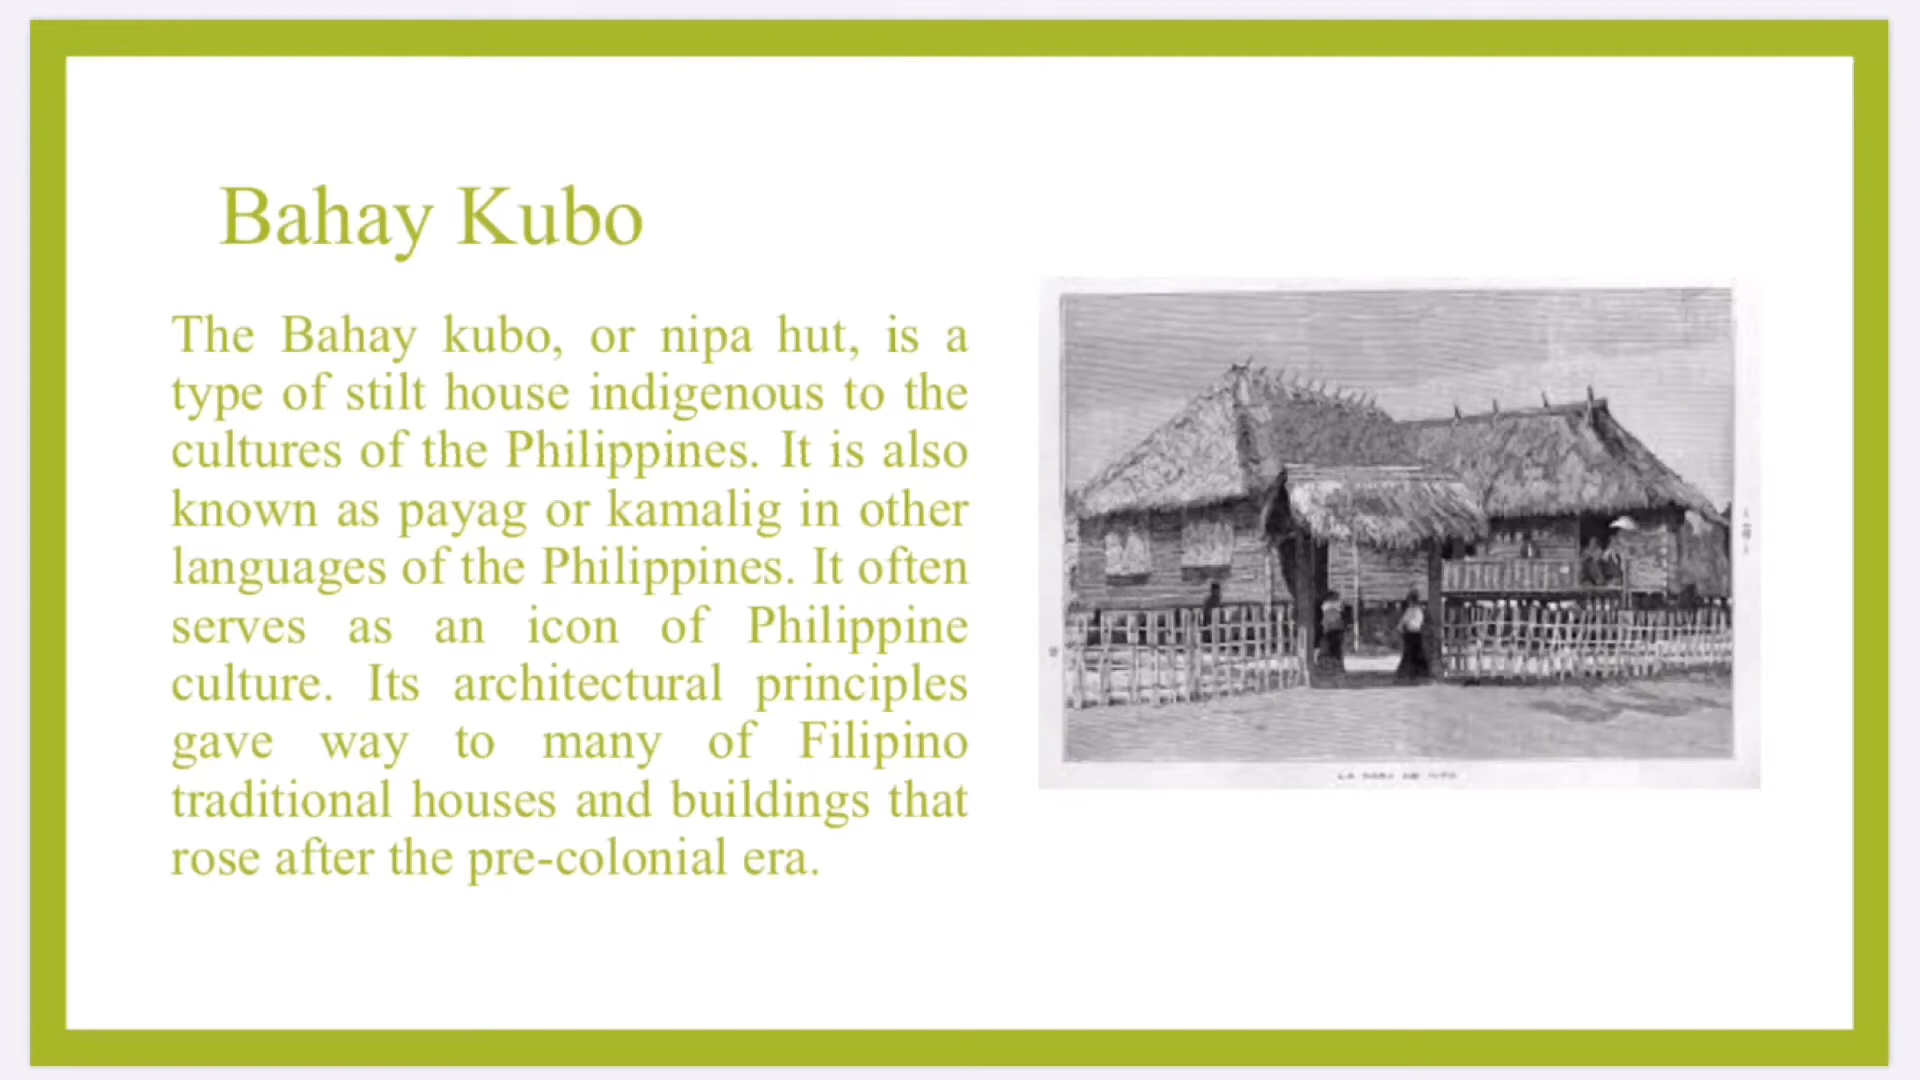 Bahay Kubo
The Bahay kubo, or nipa hut, is a
type of stilt house indigenous to the
cultures of the Philippines. It is also
known as payag or kamalig in other
languages of the Philippines. It often
serves as an icon of Philippine
culture. Its architectural principles
gave way to many of Filipino
traditional houses and buildings that
rose after the pre-colonial era.